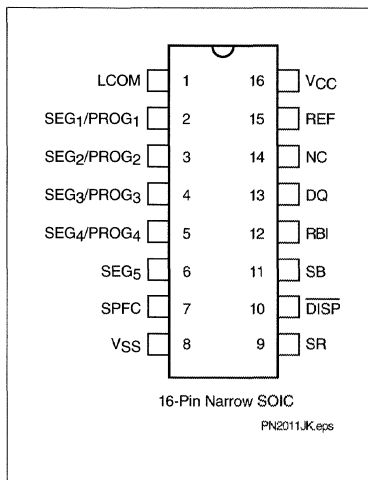 LCOM 1 16 VCC
SEG1/PROG1 2 15 REF
SEG2/PROG2 3 14 NC
SEG3/PROG3 4 13 DQ
SEG4/PROG4 5 12 RBI
SEG5 6 11 SB
SPFC 7 10 DISP
VSS 8 9 SR
16-Pin Narrow SOIC
PN2011JK.eps